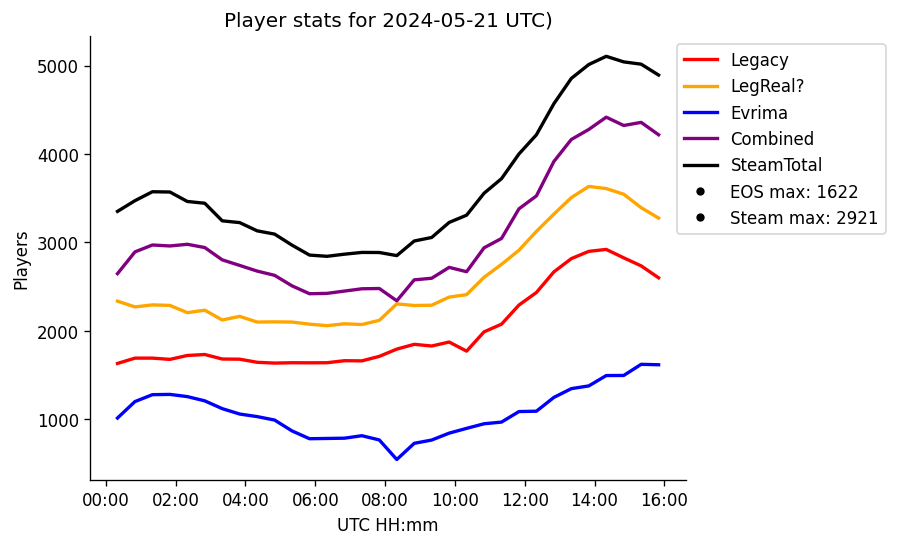 Player stats for 2024-05-21 UTC)
5000
4000
3000
2000
1000
Players
00:00 02:00 04:00 06:00 08:00 10:00 12:00 14:00 16:00
UTC HH:mm
Legacy
LegReal?
Evrima
Combined
SteamTotal
EOS max: 1622
Steam max: 2921